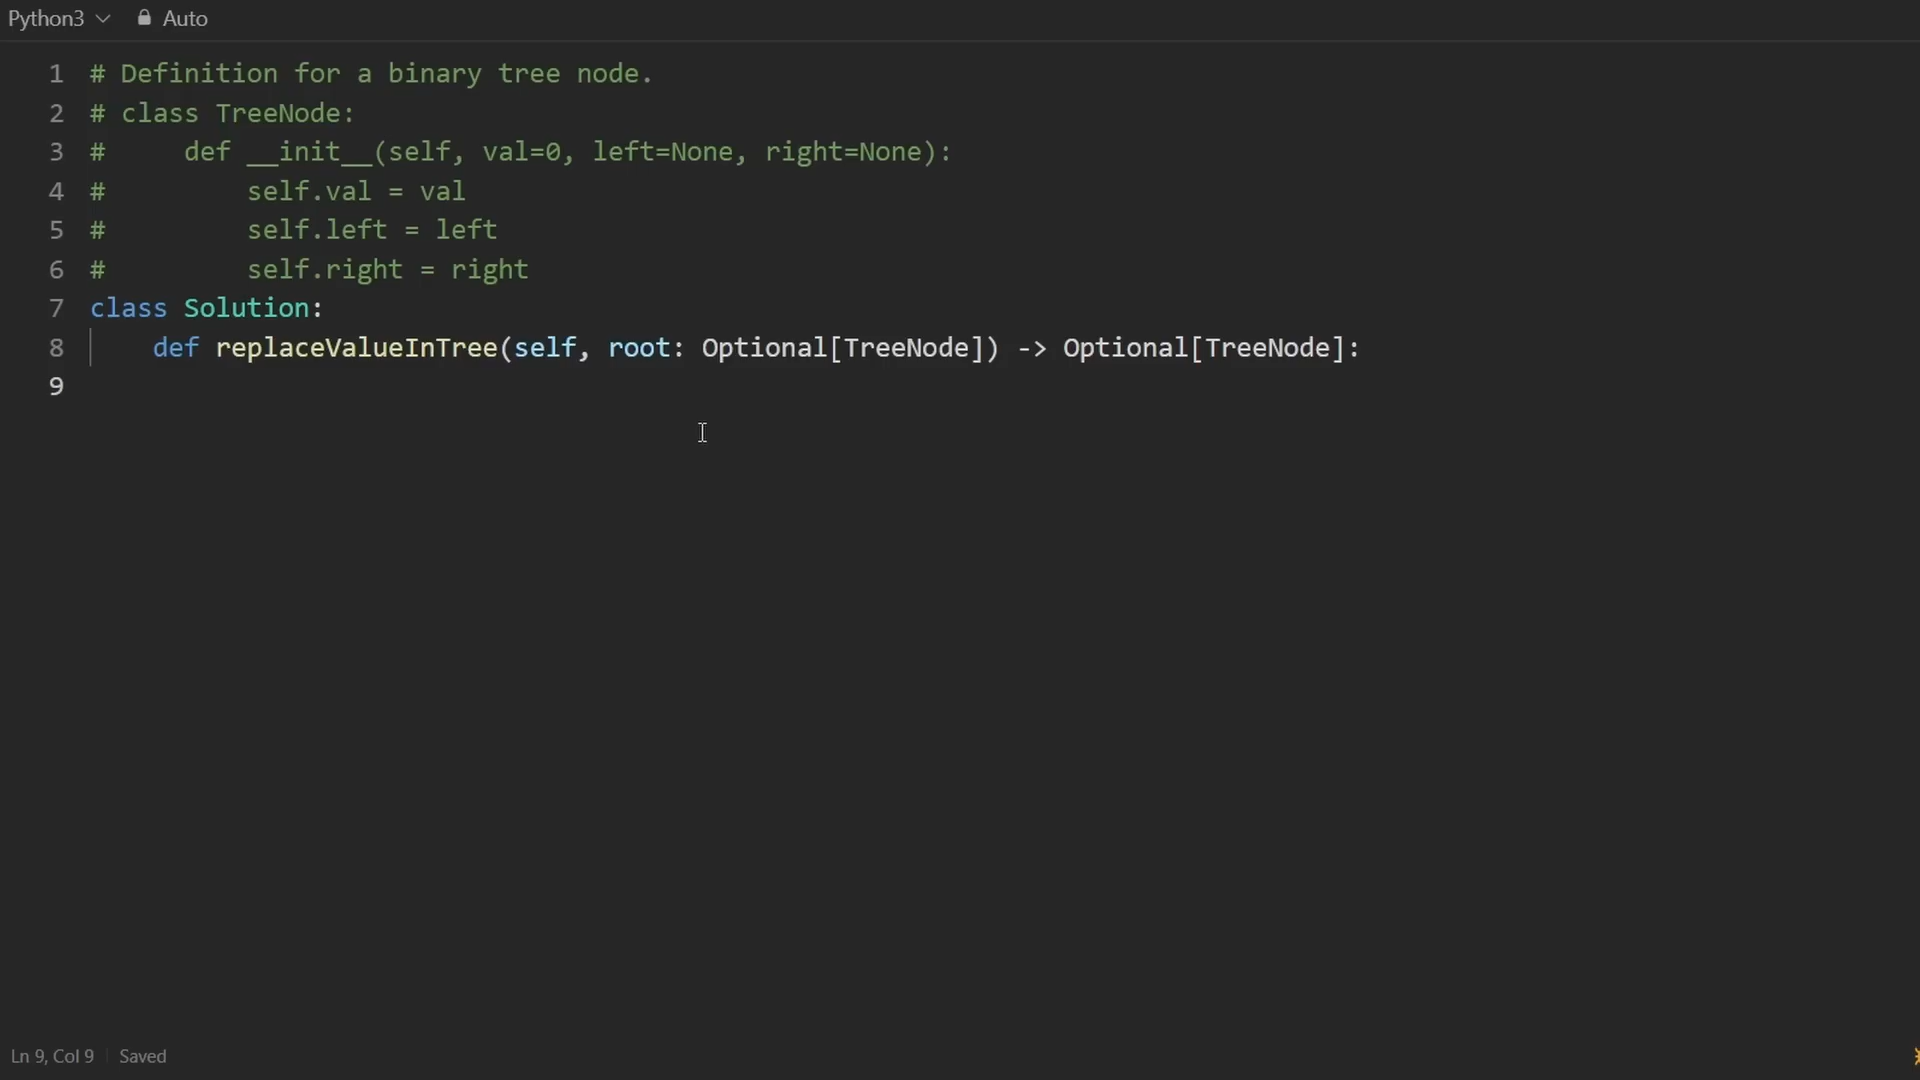 Python3 Auto
1 # Definition for a binary tree node.
2 # class TreeNode:
3 #     def __init__(self, val=0, left=None, right=None):
4 #         self.val = val
5 #         self.left = left
6 #         self.right = right
7 class Solution:
8     def replaceValueInTree(self, root: Optional[TreeNode]) -> Optional[TreeNode]:
9
Ln 9, Col 9 Saved